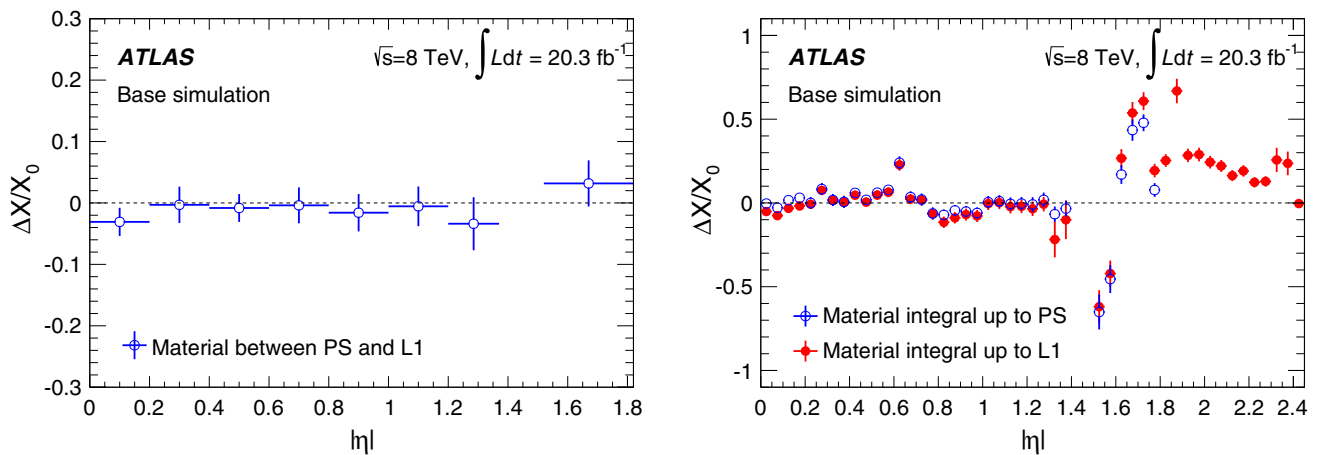 ATLAS
√s=8 TeV, ∫ Ldt = 20.3 fb⁻¹
Base simulation
Material between PS and L1
ΔX/X₀
0.3
0.2
0.1
0
-0.1
-0.2
-0.3
0 0.2 0.4 0.6 0.8 1 1.2 1.4 1.6 1.8
|η|
ATLAS
√s=8 TeV, ∫ Ldt = 20.3 fb⁻¹
Base simulation
Material integral up to PS
Material integral up to L1
ΔX/X₀
1
0.5
0
-0.5
-1
0 0.2 0.4 0.6 0.8 1 1.2 1.4 1.6 1.8 2 2.2 2.4
|η|